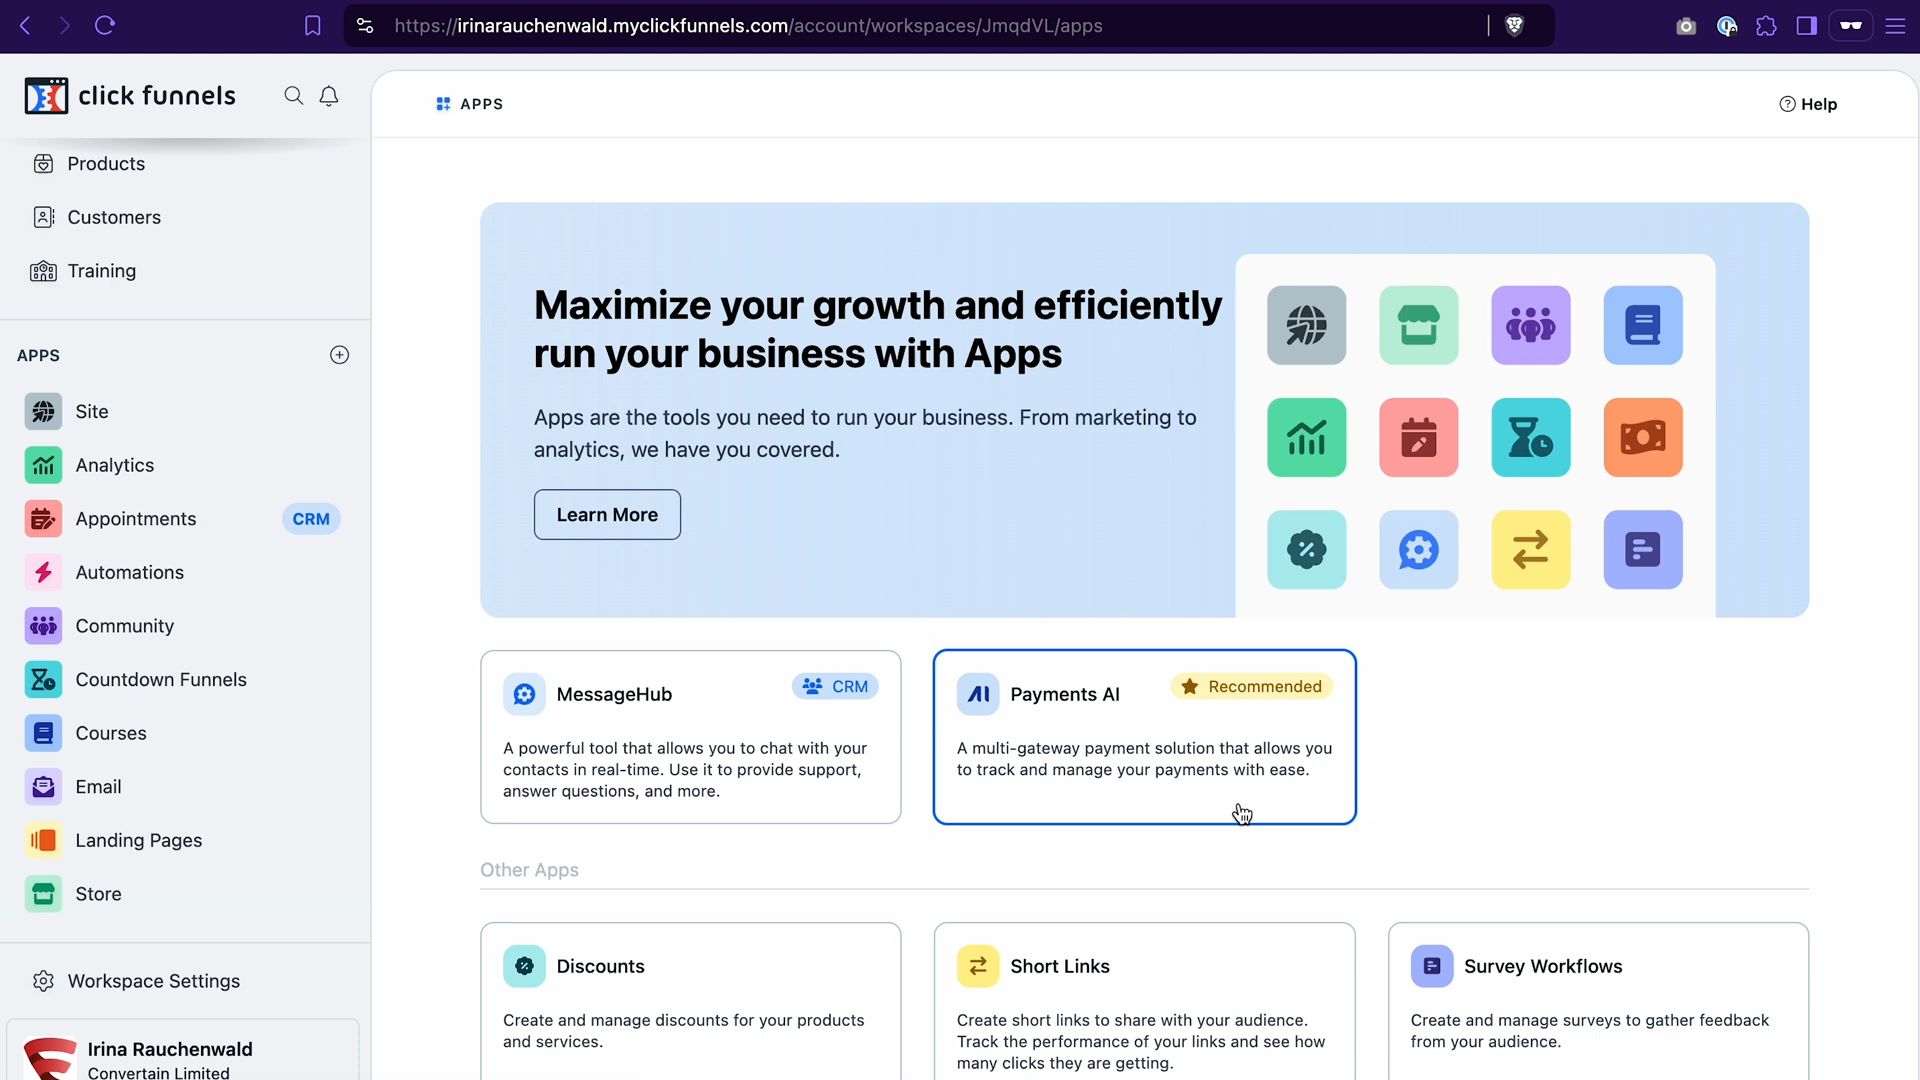 https://irinarauchenwald.myclickfunnels.com/account/workspaces/JmqdVL/apps
click funnels
Products
Customers
Training
APPS
Site
Analytics
Appointments CRM
Automations
Community
Countdown Funnels
Courses
Email
Landing Pages
Store
Workspace Settings
Irina Rauchenwald
Convertain Limited
APPS
Help
Maximize your growth and efficiently
run your business with Apps
Apps are the tools you need to run your business. From marketing to
analytics, we have you covered.
Learn More
MessageHub CRM
A powerful tool that allows you to chat with your
contacts in real-time. Use it to provide support,
answer questions, and more.
AI Payments AI Recommended
A multi-gateway payment solution that allows you
to track and manage your payments with ease.
Other Apps
Discounts
Create and manage discounts for your products
and services.
Short Links
Create short links to share with your audience.
Track the performance of your links and see how
many clicks they are getting.
Survey Workflows
Create and manage surveys to gather feedback
from your audience.